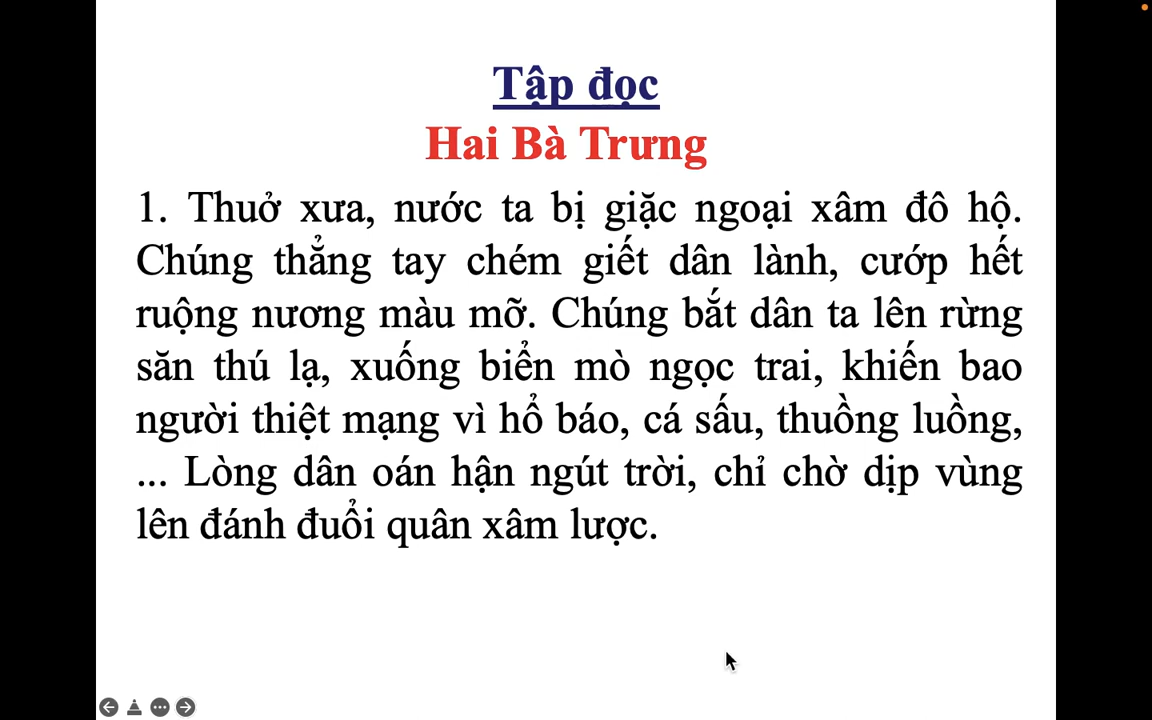 Tập đọc
Hai Bà Trưng
1. Thuở xưa, nước ta bị giặc ngoại xâm đô hộ.
Chúng thẳng tay chém giết dân lành, cướp hết
ruộng nương màu mỡ. Chúng bắt dân ta lên rừng
săn thú lạ, xuống biển mò ngọc trai, khiến bao
người thiệt mạng vì hổ báo, cá sấu, thuồng luồng,
... Lòng dân oán hận ngút trời, chỉ chờ dịp vùng
lên đánh đuổi quân xâm lược.